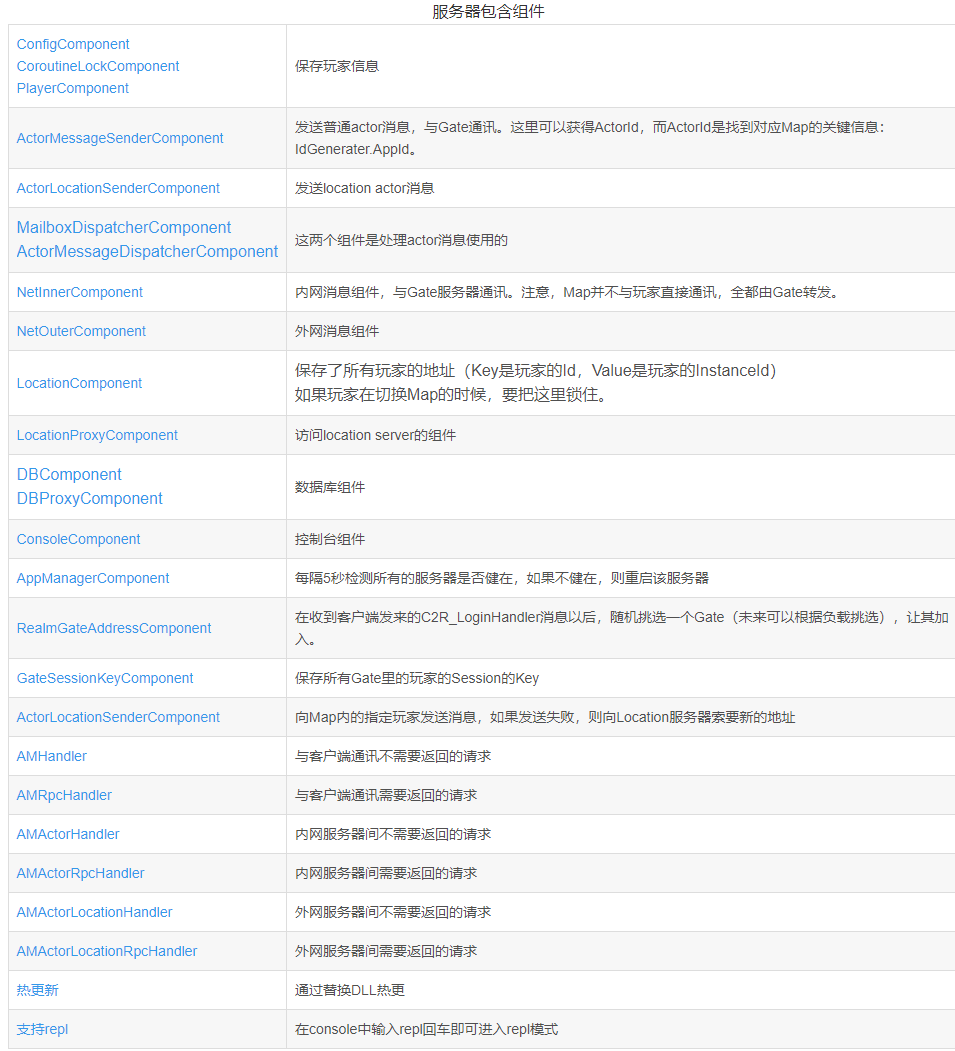 服务器包含组件
ConfigComponent
CoroutineLockComponent
PlayerComponent
保存玩家信息
ActorMessageSenderComponent
发送普通actor消息，与Gate通讯。这里可以获得ActorId，而ActorId是找到对应Map的关键信息：
IdGenerater.AppId。
ActorLocationSenderComponent
发送location actor消息
MailboxDispatcherComponent
ActorMessageDispatcherComponent
这两个组件是处理actor消息使用的
NetInnerComponent
内网消息组件，与Gate服务器通讯。注意，Map并不与玩家直接通讯，全都由Gate转发。
NetOuterComponent
外网消息组件
LocationComponent
保存了所有玩家的地址（Key是玩家的Id，Value是玩家的InstanceId）
如果玩家在切换Map的时候，要把这里锁住。
LocationProxyComponent
访问location server的组件
DBComponent
DBProxyComponent
数据库组件
ConsoleComponent
控制台组件
AppManagerComponent
每隔5秒检测所有的服务器是否健在，如果不健在，则重启该服务器
RealmGateAddressComponent
在收到客户端发来的C2R_LoginHandler消息以后，随机挑选一个Gate（未来可以根据负载挑选），让其加
入。
GateSessionKeyComponent
保存所有Gate里的玩家的Session的Key
ActorLocationSenderComponent
向Map内的指定玩家发送消息，如果发送失败，则向Location服务器索要新的地址
AMHandler
与客户端通讯不需要返回的请求
AMRpcHandler
与客户端通讯需要返回的请求
AMActorHandler
内网服务器间不需要返回的请求
AMActorRpcHandler
内网服务器间需要返回的请求
AMActorLocationHandler
外网服务器间不需要返回的请求
AMActorLocationRpcHandler
外网服务器间需要返回的请求
热更新
通过替换DLL热更
支持repl
在console中输入repl回车即可进入repl模式